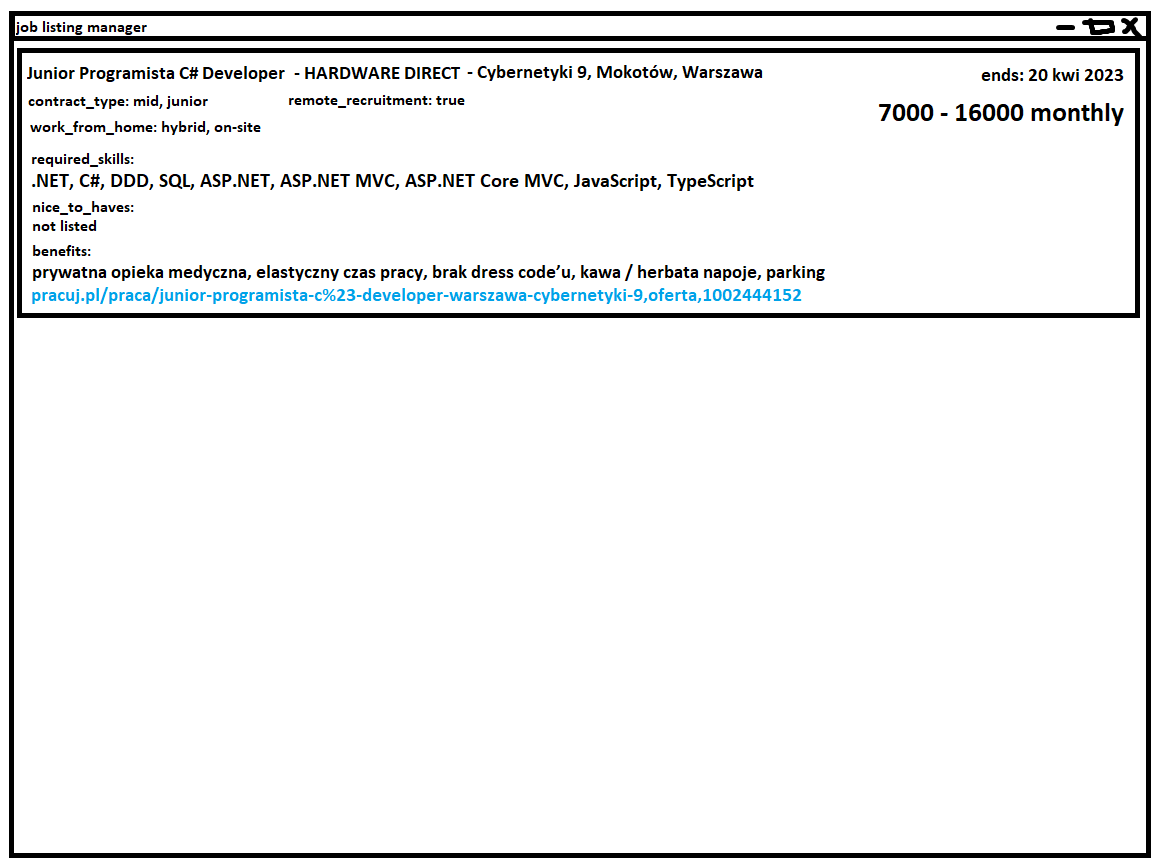 job listing manager
Junior Programista C# Developer - HARDWARE DIRECT - Cybernetyki 9, Mokotów, Warszawa
ends: 20 kwi 2023
contract_type: mid, junior
remote_recruitment: true
7000 - 16000 monthly
work_from_home: hybrid, on-site
required_skills:
.NET, C#, DDD, SQL, ASP.NET, ASP.NET MVC, ASP.NET Core MVC, JavaScript, TypeScript
nice_to_haves:
not listed
benefits:
prywatna opieka medyczna, elastyczny czas pracy, brak dress code’u, kawa / herbata napoje, parking
pracuj.pl/praca/junior-programista-c%23-developer-warszawa-cybernetyki-9,oferta,1002444152